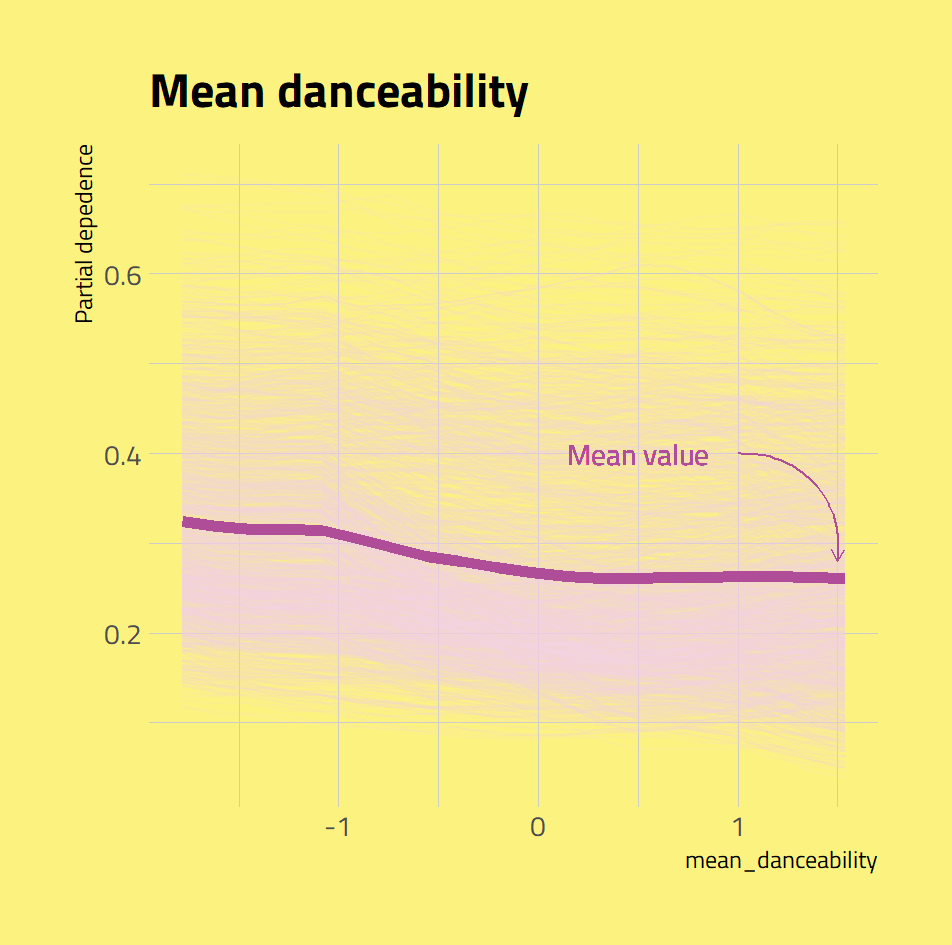 Mean danceability
Partial depedence
0.6
0.4
0.2
Mean value
-1 0 1
mean_danceability